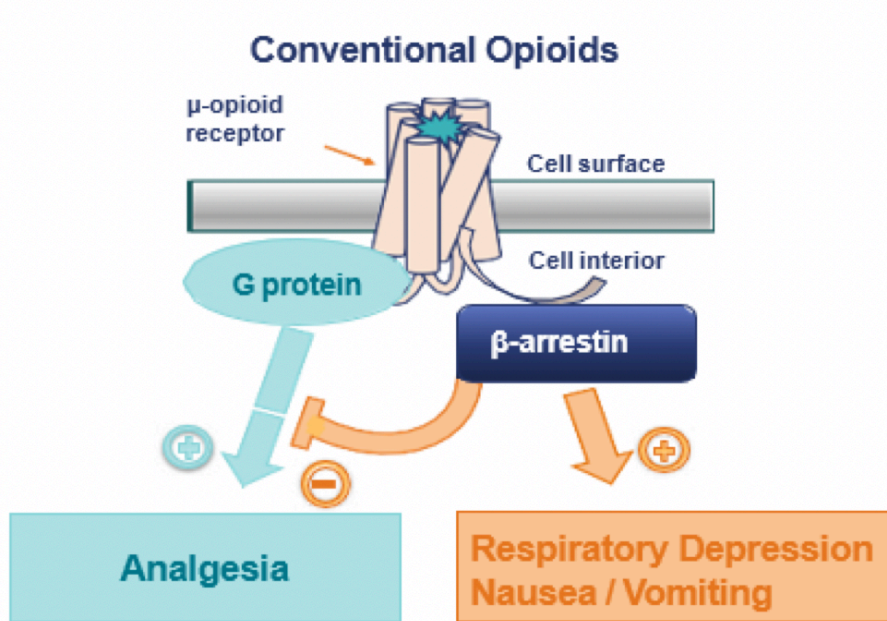 Conventional Opioids
μ-opioid
receptor
Cell surface
Cell interior
G protein
β-arrestin
+
−
+
Analgesia
Respiratory Depression
Nausea / Vomiting